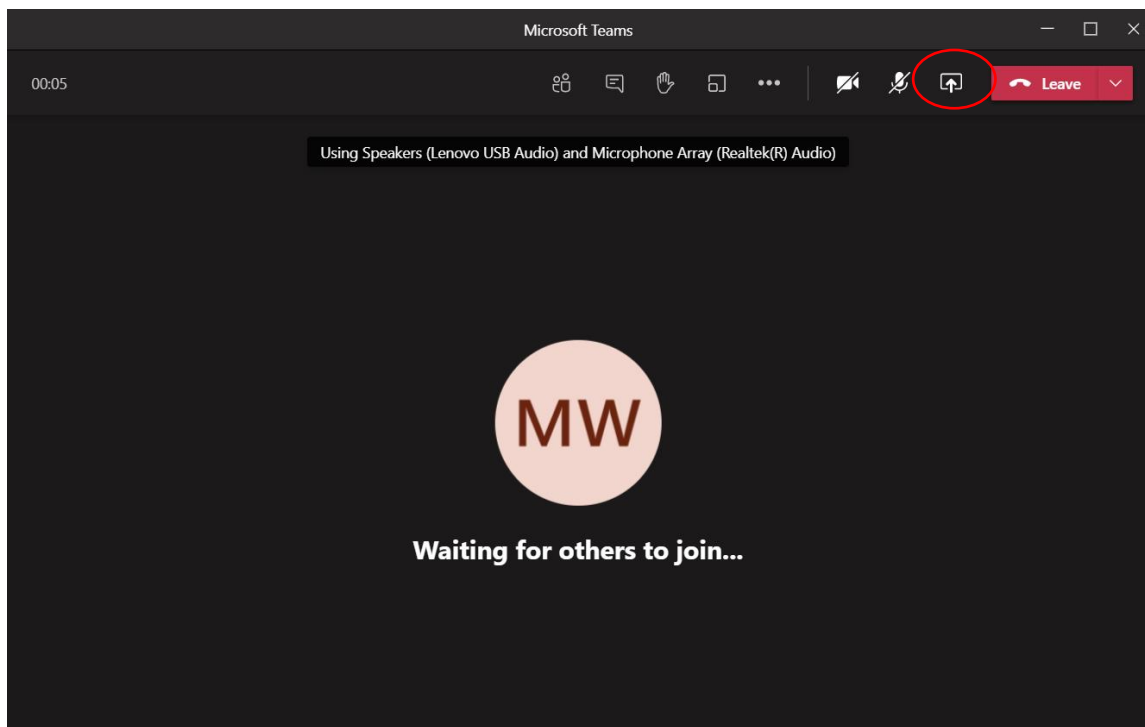 Microsoft Teams
00:05
Leave
Using Speakers (Lenovo USB Audio) and Microphone Array (Realtek(R) Audio)
MW
Waiting for others to join...